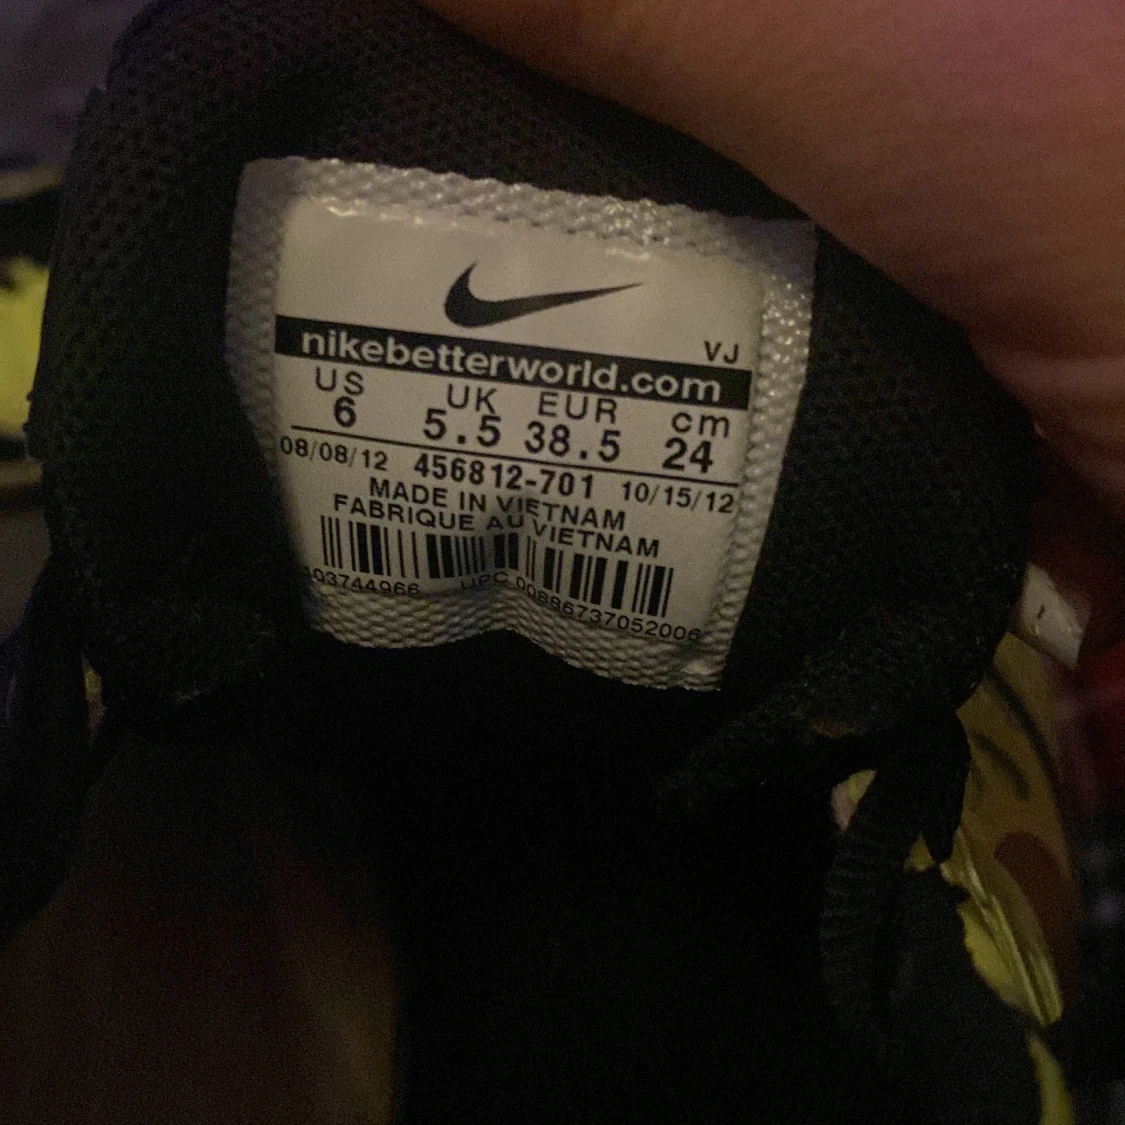 VJ
nikebetterworld.com
US UK EUR cm
6 5.5 38.5 24
08/08/12 456812-701 10/15/12
MADE IN VIETNAM
FABRIQUE AU VIETNAM
103744966 UPC 00886737052006